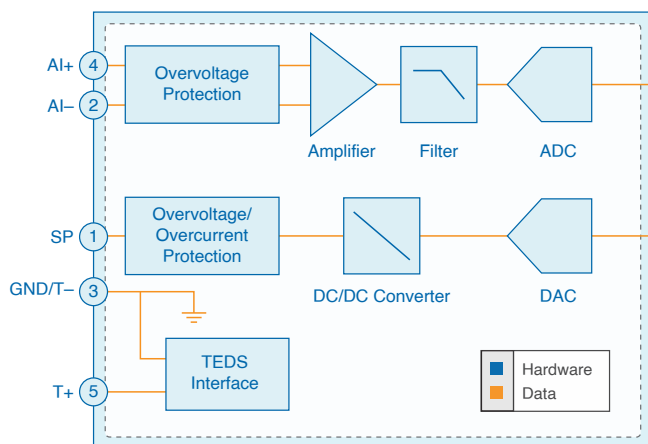 AI+
4
Overvoltage
Protection
AI–
2
Amplifier
Filter
ADC
SP
1
Overvoltage/
Overcurrent
Protection
DC/DC Converter
DAC
GND/T–
3
TEDS
Interface
T+
5
Hardware
Data